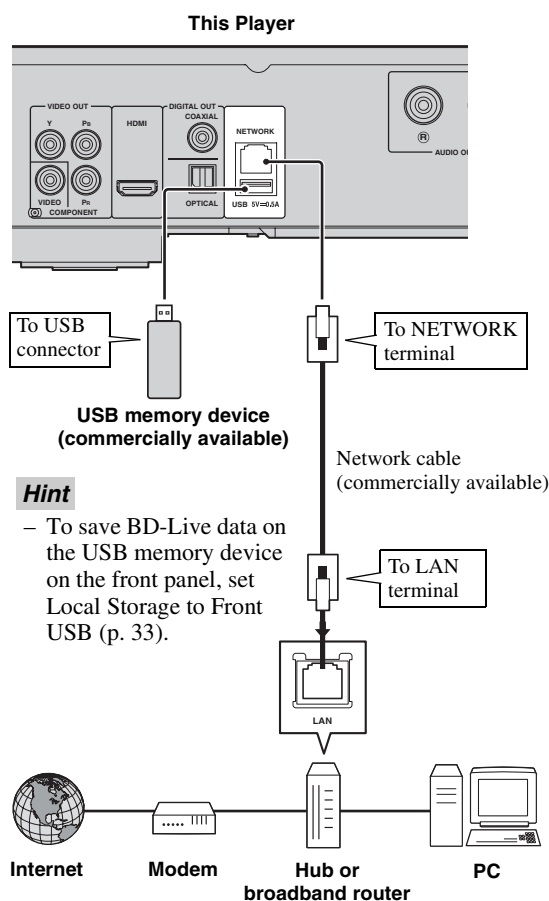 This Player
VIDEO OUT
Y
PB
VIDEO
PR
COMPONENT
HDMI
DIGITAL OUT
COAXIAL
OPTICAL
NETWORK
USB 5V⎓0.5A
R
AUDIO OU
To USB
connector
USB memory device
(commercially available)
To NETWORK
terminal
Network cable
(commercially available)
Hint
– To save BD-Live data on
the USB memory device
on the front panel, set
Local Storage to Front
USB (p. 33).
To LAN
terminal
LAN
Internet
Modem
Hub or
broadband router
PC